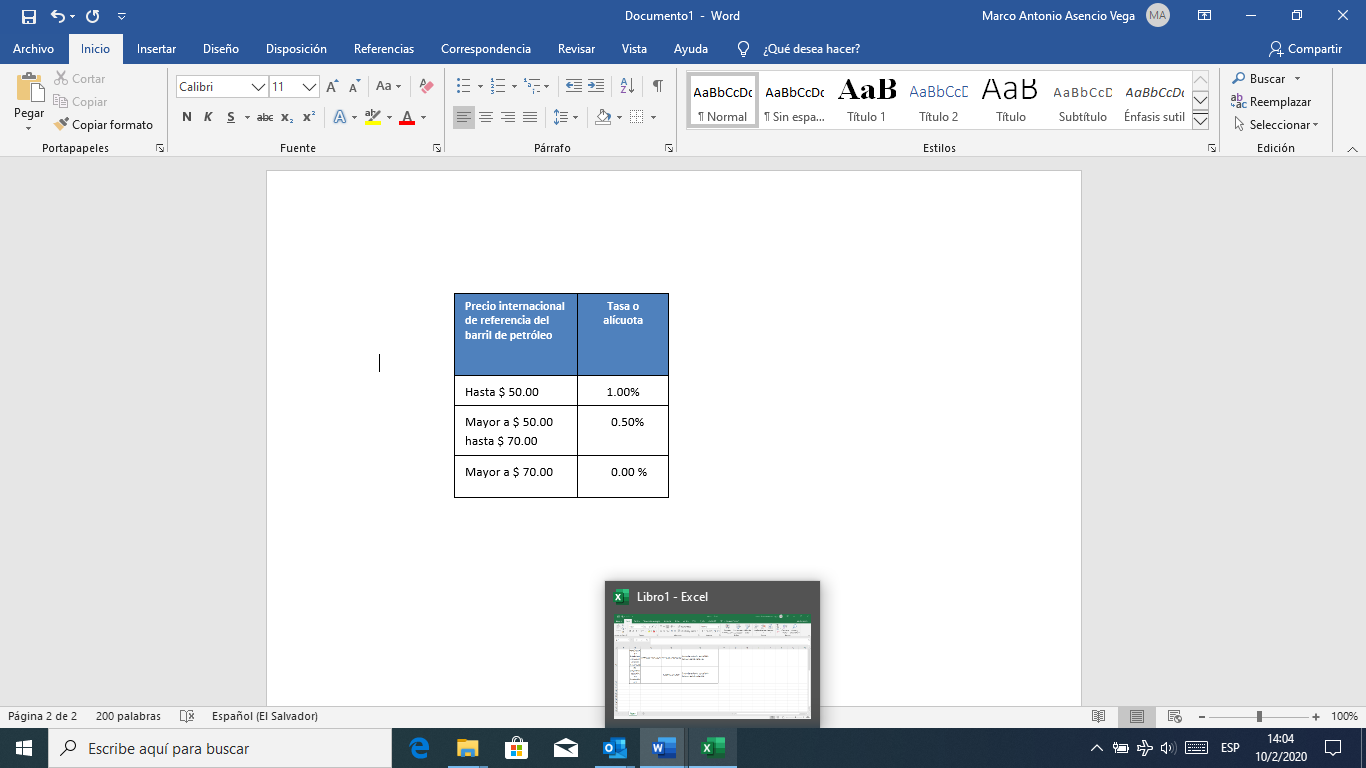 Documento1 - Word
Marco Antonio Asencio Vega
MA
Archivo Inicio Insertar Diseño Disposición Referencias Correspondencia Revisar Vista Ayuda ¿Qué desea hacer? Compartir
Pegar
Cortar
Copiar
Copiar formato
Portapapeles
Calibri 11
Aa
N K S abc x₂ x²
A A
Fuente
Párrafo
AaBbCcDc AaBbCcDc AaB AaBbCcD AaB AaBbCcD AaBbCcDc
¶ Normal ¶ Sin espa... Título 1 Título 2 Título Subtítulo Énfasis sutil
Estilos
Buscar
Reemplazar
Seleccionar
Edición
Precio internacional
de referencia del
barril de petróleo
Tasa o
alícuota
Hasta $ 50.00 1.00%
Mayor a $ 50.00
hasta $ 70.00
0.50%
Mayor a $ 70.00 0.00 %
Libro1 - Excel
Página 2 de 2 200 palabras Español (El Salvador) 100%
Escribe aquí para buscar
ESP
14:04
10/2/2020